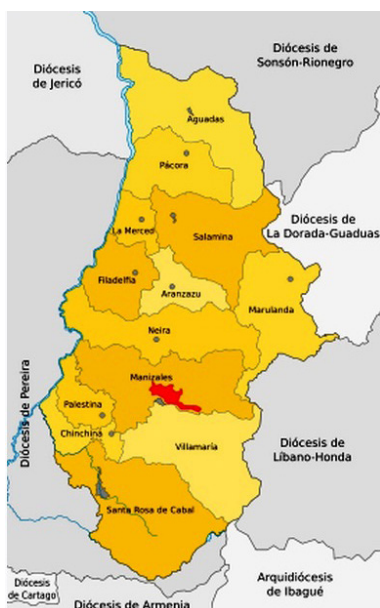 Diócesis de
Sonsón-Rionegro
Diócesis
de Jericó
Aguadas
Pácora
Diócesis de
La Dorada-Guaduas
La Merced
Salamina
Filadelfia
Aranzazu
Marulanda
Neira
Manizales
Palestina
Chinchiná
Villamaría
Diócesis de
Líbano-Honda
Diócesis de Pereira
Santa Rosa de Cabal
Diócesis
de Cartago
Diócesis de Armenia
Arquidiócesis
de Ibagué